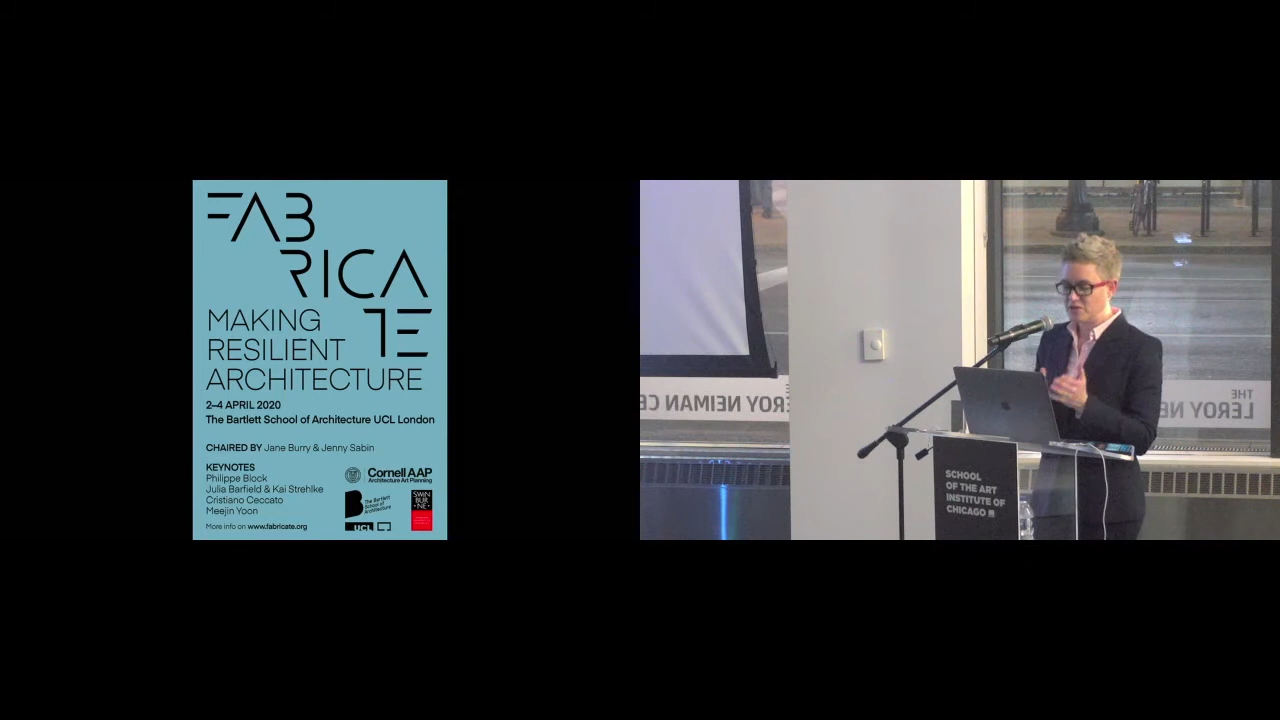 FAB
RICA
TE
MAKING
RESILIENT
ARCHITECTURE
2–4 APRIL 2020
The Bartlett School of Architecture UCL London
CHAIRED BY Jane Burry & Jenny Sabin
KEYNOTES
Philippe Block
Julia Barfield & Kai Strehlke
Cristiano Ceccato
Meejin Yoon
More info on www.fabricate.org
Cornell AAP
Architecture Art Planning
The Bartlett
School of
Architecture
UCL
SWIN
BUR
NE
LEROY NEIMAN CE
THE
LEROY NE
SCHOOL
OF THE ART
INSTITUTE OF
CHICAGO